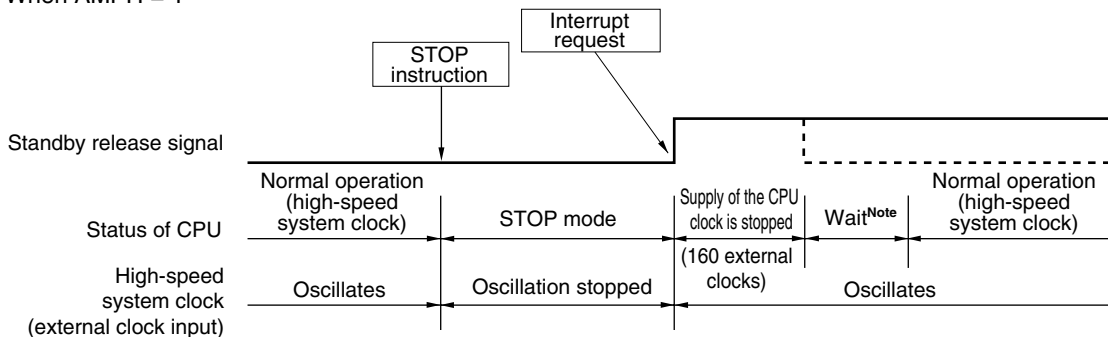 When AMPH = 1
Interrupt
request
STOP
instruction
Standby release signal
Normal operation
(high-speed
system clock)
Supply of the CPU
clock is stopped
Normal operation
(high-speed
system clock)
Status of CPU
STOP mode
WaitNote
(160 external
clocks)
High-speed
system clock
(external clock input)
Oscillates
Oscillation stopped
Oscillates